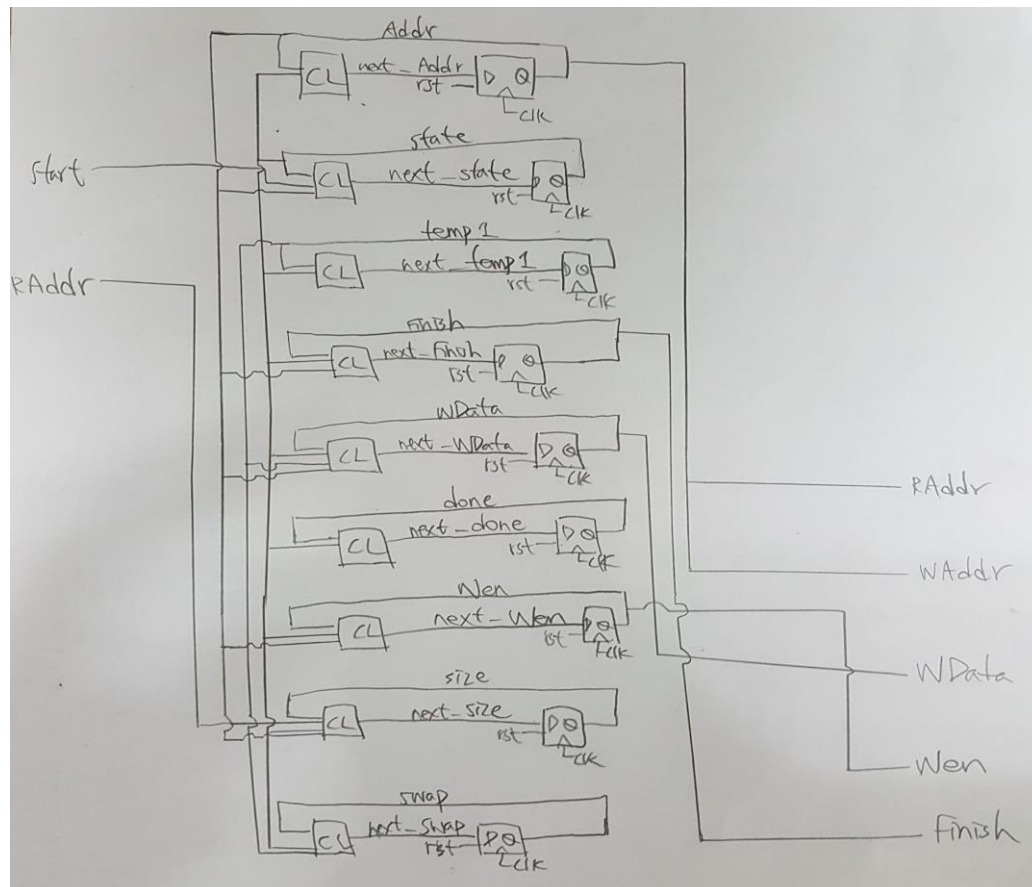 Addr
CL next_Addr D Q
rst
CLK
state
Start
CL next_state D Q
rst
CLK
temp1
CL next_temp1 D Q
RAddr
rst
CLK
Finish
CL next_Finish D Q
rst
CLK
WData
CL next_WData D Q
rst
CLK
RAddr
done
CL next_done D Q
rst
CLK
WAddr
Wen
CL next_Wen D Q
rst
CLK
WData
size
CL next_size D Q
rst
CLK
Wen
swap
CL next_swap D Q
rst
CLK
Finish